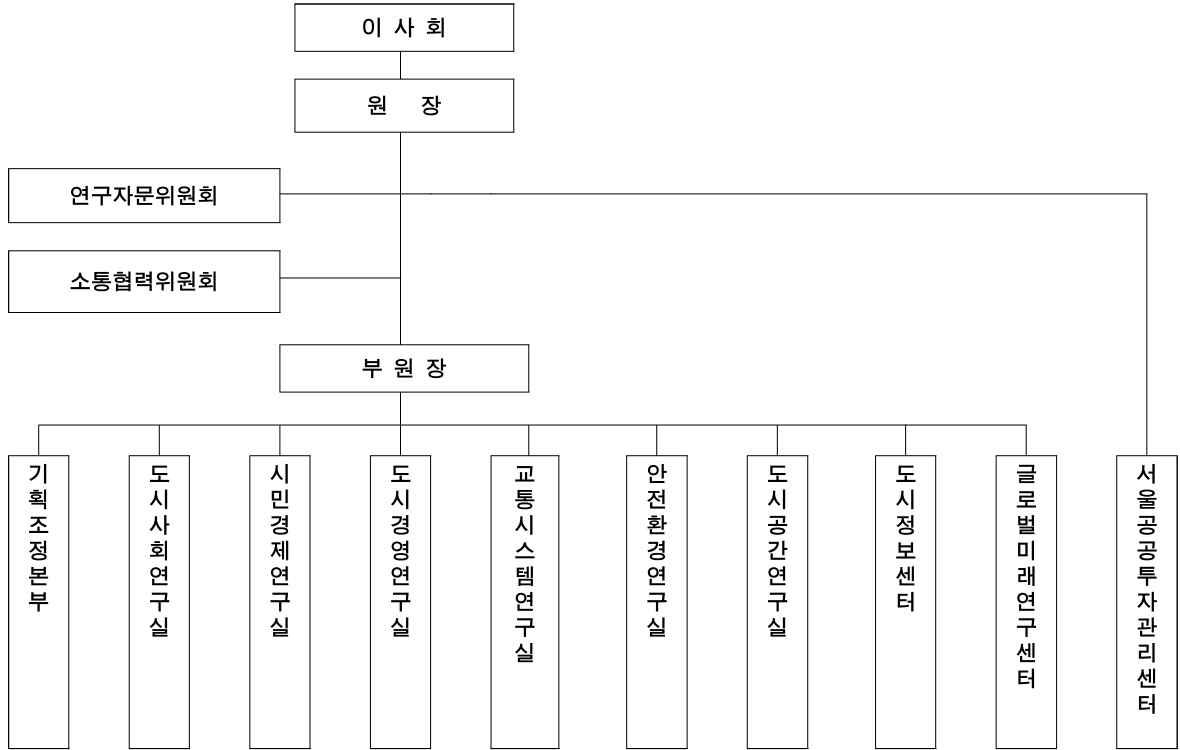 이 사 회
원 장
연구자문위원회
소통협력위원회
부 원 장
기획조정본부
도시사회연구실
시민경제연구실
도시경영연구실
교통시스템연구실
안전환경연구실
도시공간연구실
도시정보센터
글로벌미래연구센터
서울공공투자관리센터